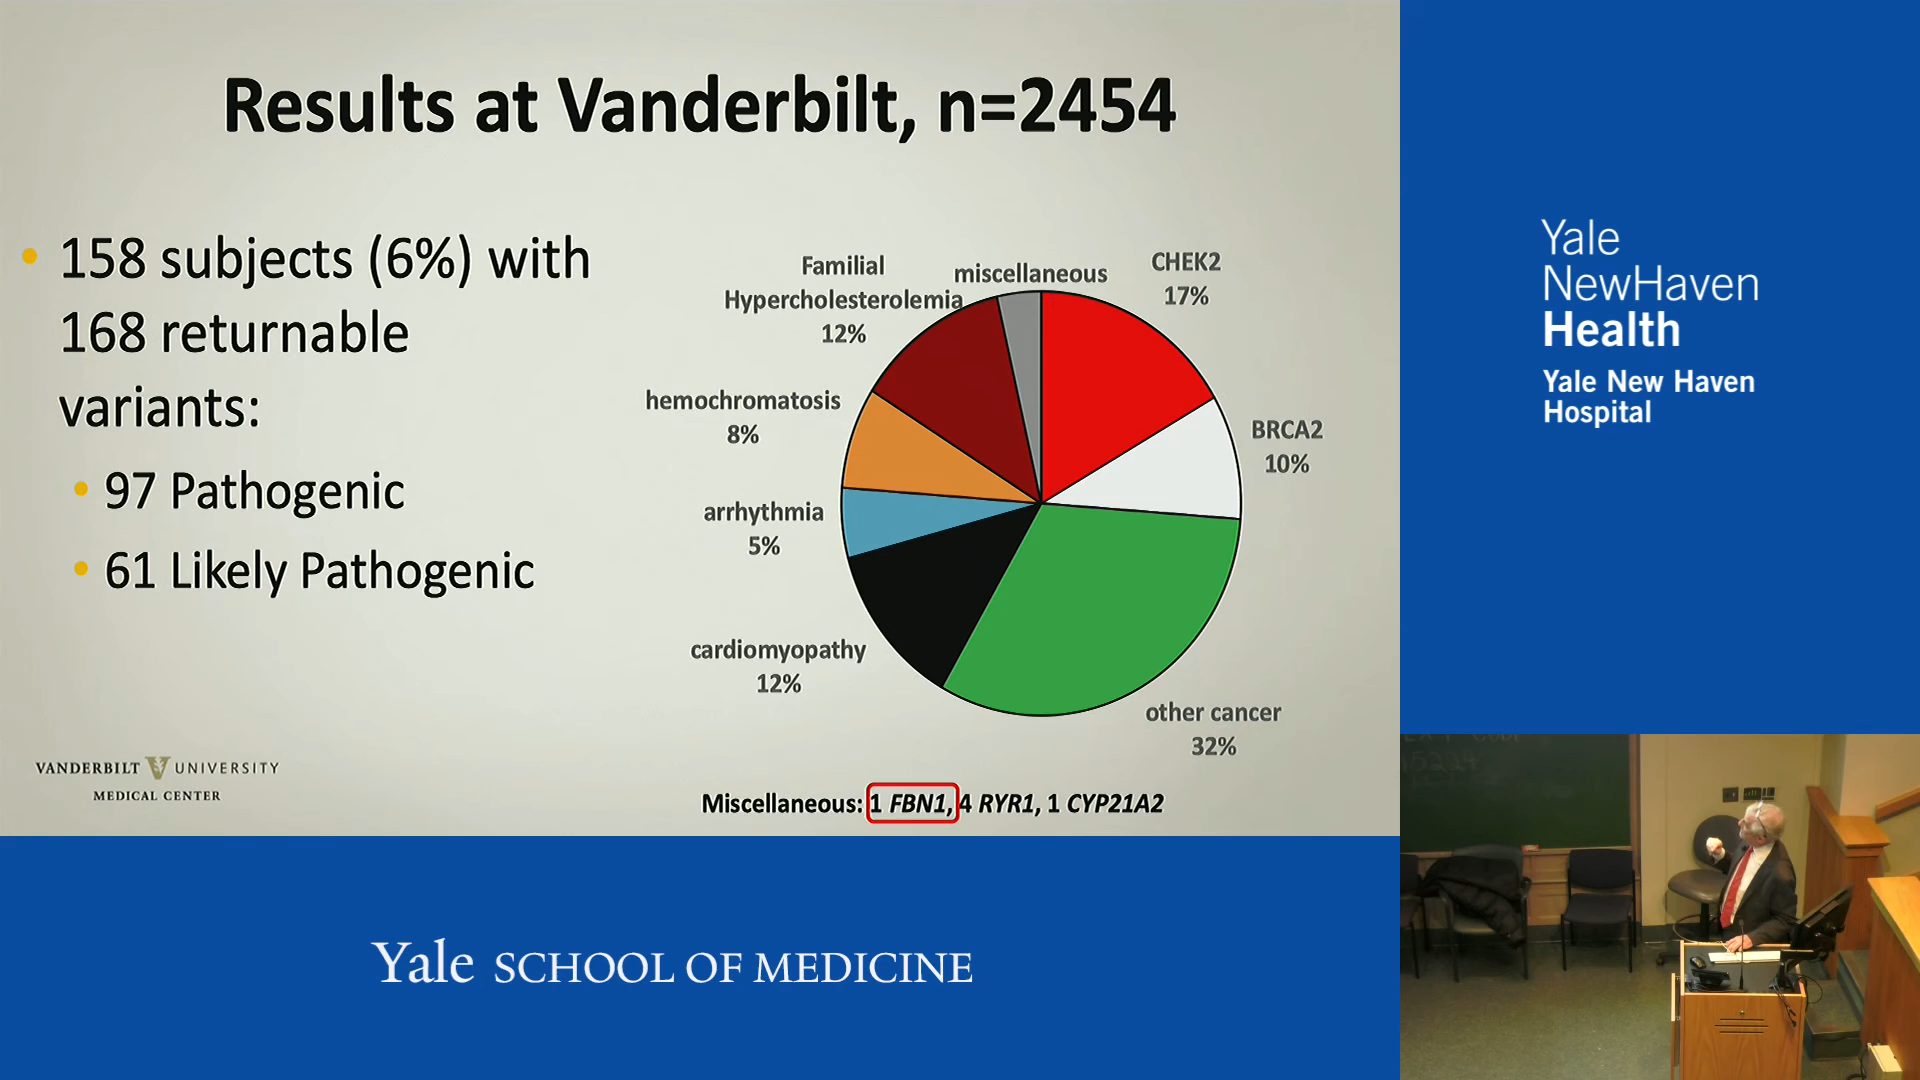 Results at Vanderbilt, n=2454
• 158 subjects (6%) with
168 returnable
variants:
• 97 Pathogenic
• 61 Likely Pathogenic
miscellaneous
CHEK2
17%
BRCA2
10%
other cancer
32%
cardiomyopathy
12%
arrhythmia
5%
hemochromatosis
8%
Familial
Hypercholesterolemia
12%
Miscellaneous: 1 FBN1, 4 RYR1, 1 CYP21A2
VANDERBILT UNIVERSITY
MEDICAL CENTER
Yale
NewHaven
Health
Yale New Haven
Hospital
Yale SCHOOL OF MEDICINE